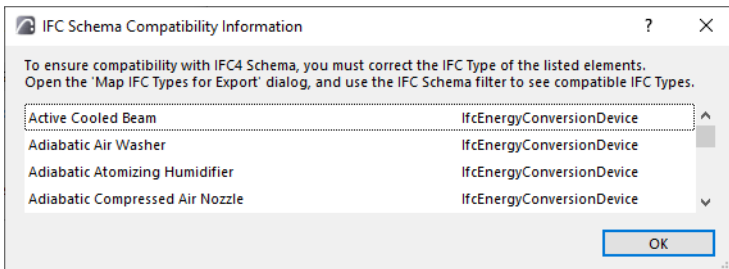 IFC Schema Compatibility Information
?
To ensure compatibility with IFC4 Schema, you must correct the IFC Type of the listed elements.
Open the 'Map IFC Types for Export' dialog, and use the IFC Schema filter to see compatible IFC Types.
Active Cooled Beam IfcEnergyConversionDevice
Adiabatic Air Washer IfcEnergyConversionDevice
Adiabatic Atomizing Humidifier IfcEnergyConversionDevice
Adiabatic Compressed Air Nozzle IfcEnergyConversionDevice
OK